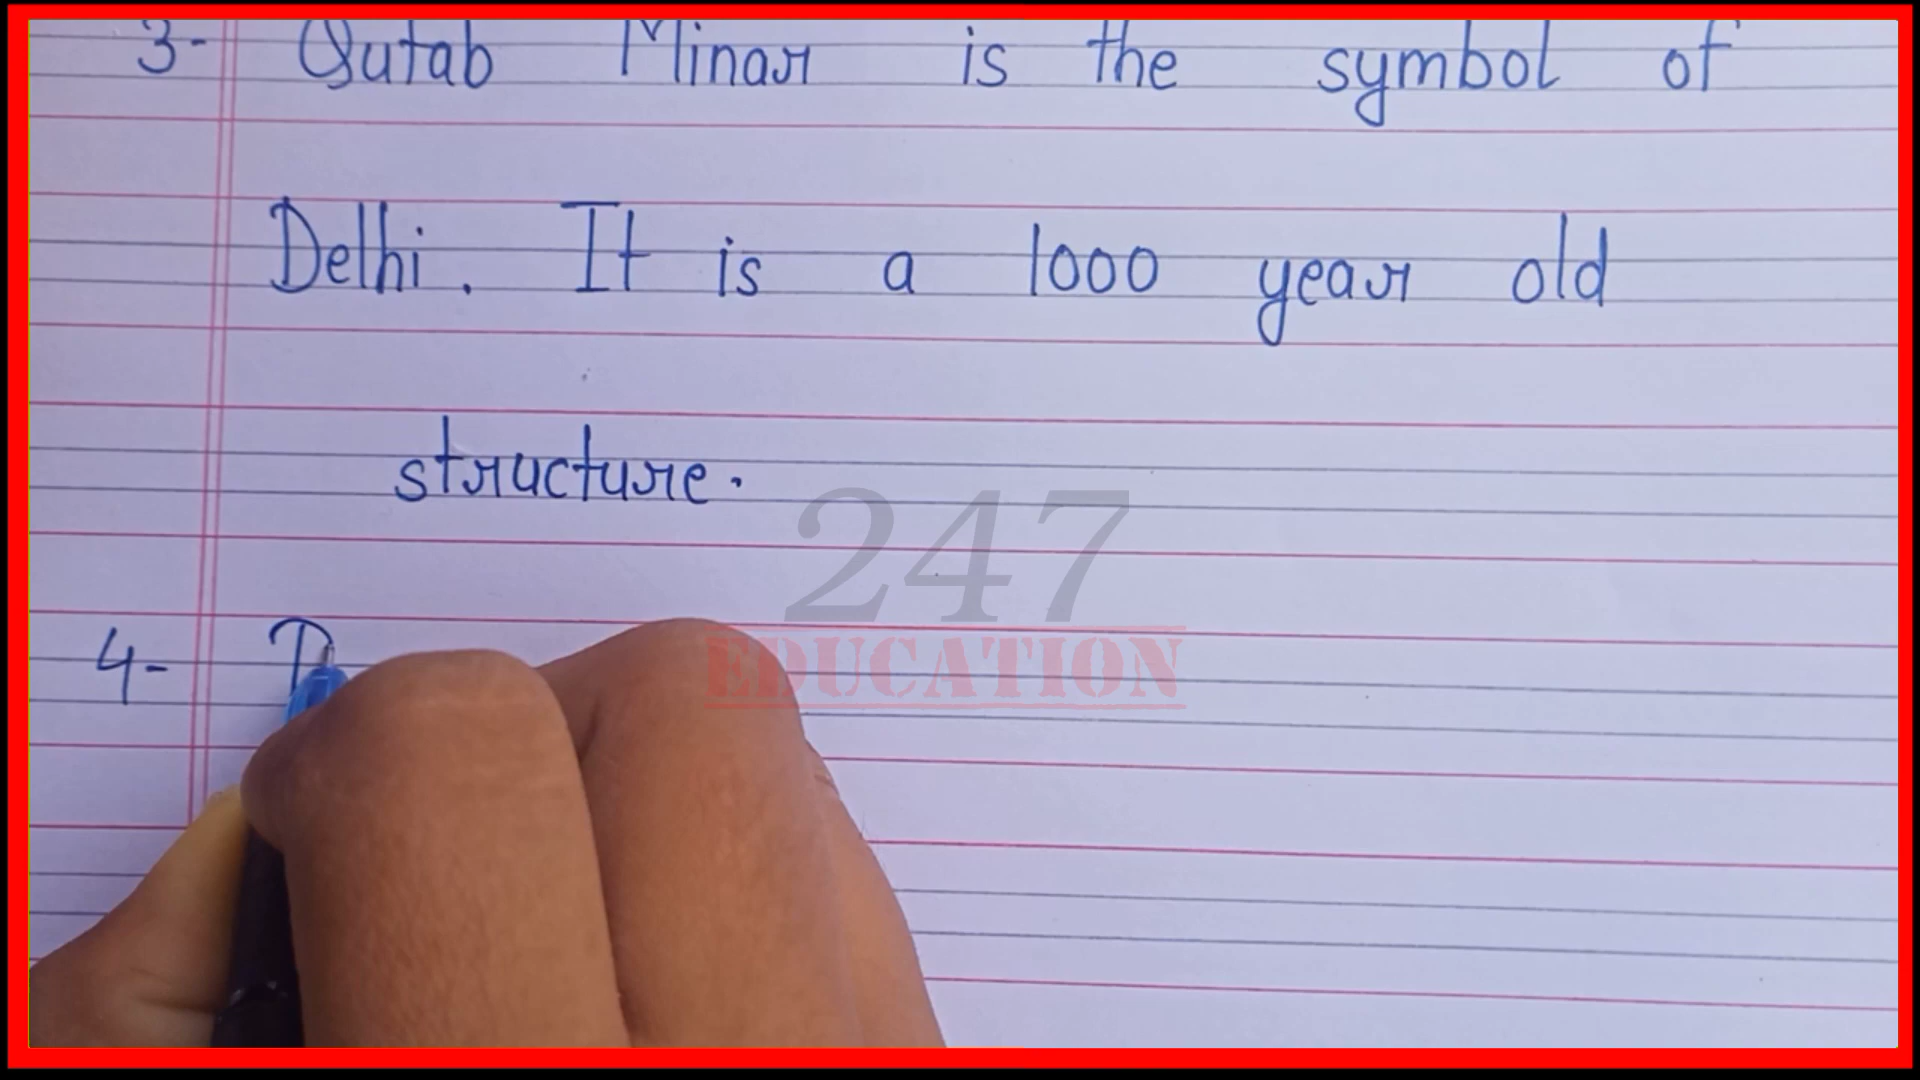 3- Qutab Minar is the symbol of
Delhi. It is a 1000 year old
structure.
247
EDUCATION
4-